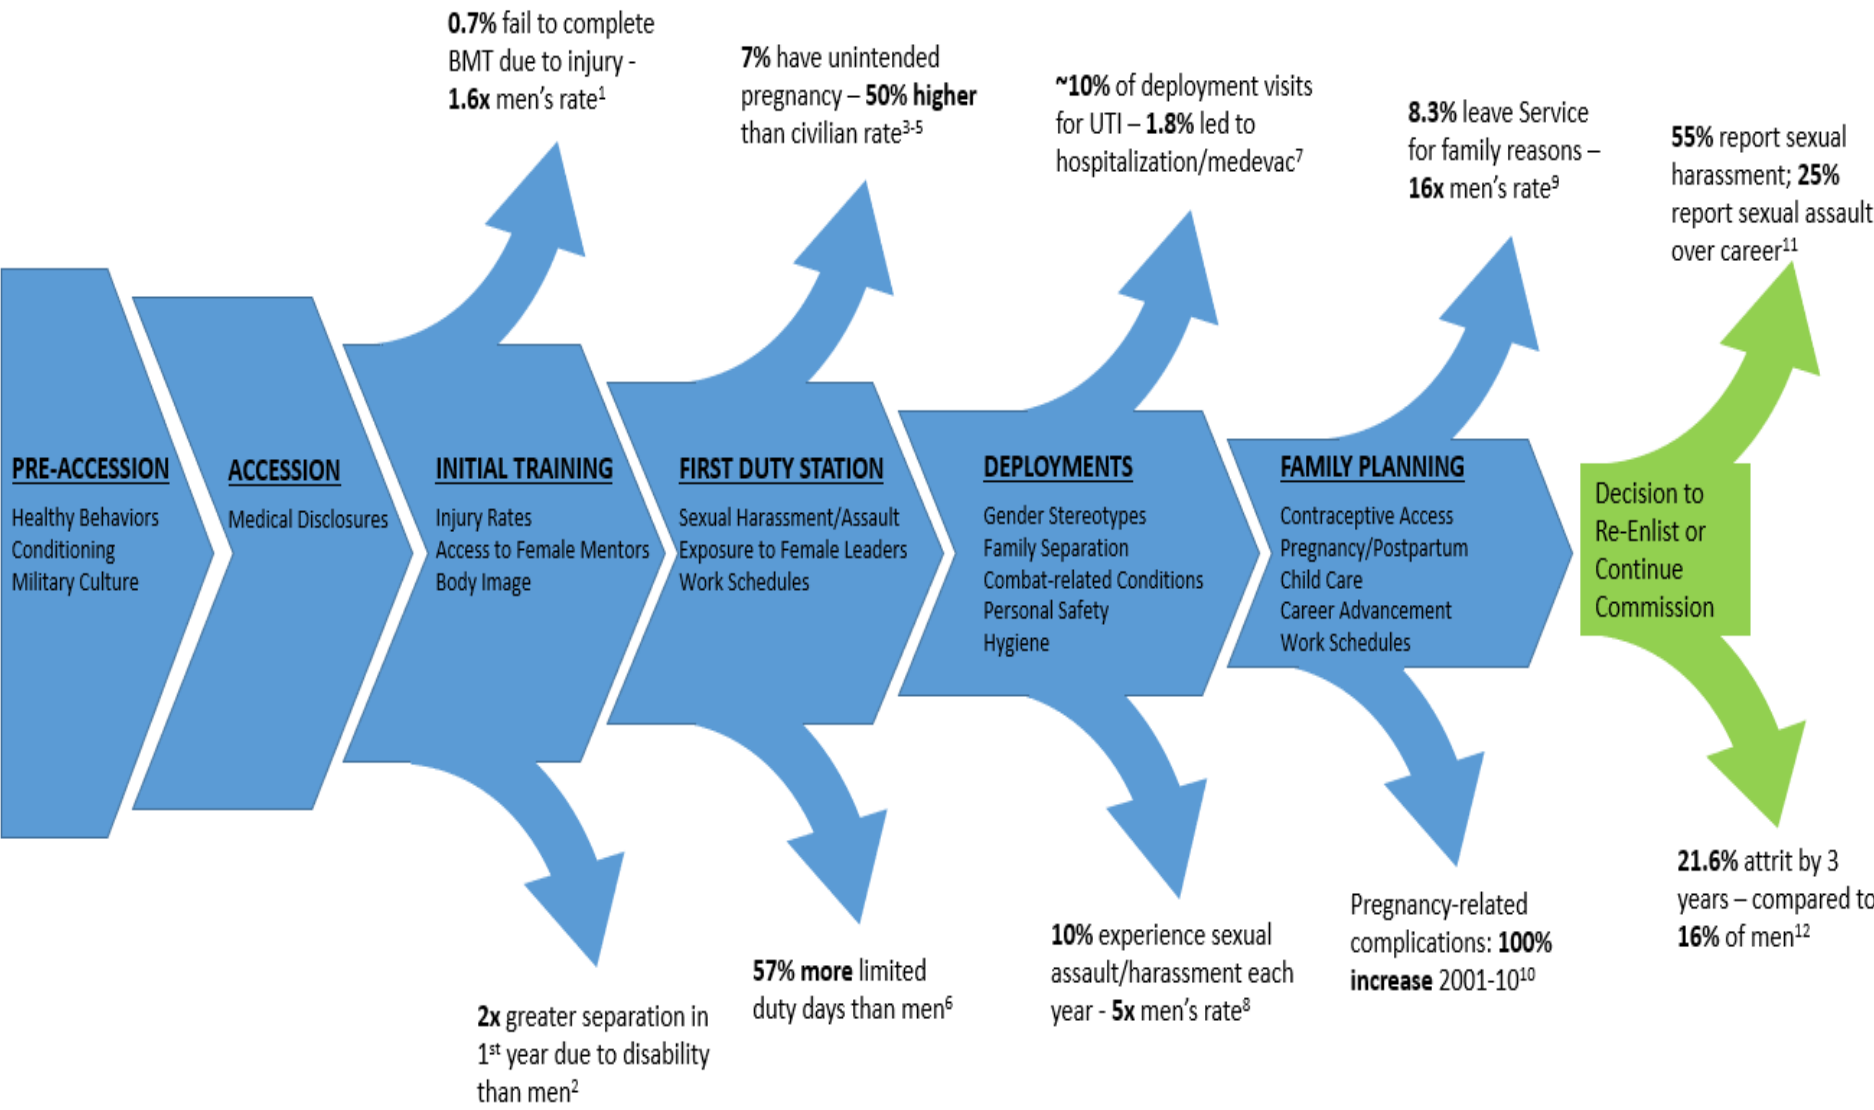 0.7% fail to complete
BMT due to injury -
1.6x men's rate¹
7% have unintended
pregnancy – 50% higher
than civilian rate³⁻⁵
~10% of deployment visits
for UTI – 1.8% led to
hospitalization/medevac⁷
8.3% leave Service
for family reasons –
16x men's rate⁹
55% report sexual
harassment; 25%
report sexual assault
over career¹¹
PRE-ACCESSION
Healthy Behaviors
Conditioning
Military Culture
ACCESSION
Medical Disclosures
INITIAL TRAINING
Injury Rates
Access to Female Mentors
Body Image
FIRST DUTY STATION
Sexual Harassment/Assault
Exposure to Female Leaders
Work Schedules
DEPLOYMENTS
Gender Stereotypes
Family Separation
Combat-related Conditions
Personal Safety
Hygiene
FAMILY PLANNING
Contraceptive Access
Pregnancy/Postpartum
Child Care
Career Advancement
Work Schedules
Decision to
Re-Enlist or
Continue
Commission
2x greater separation in
1st year due to disability
than men²
57% more limited
duty days than men⁶
10% experience sexual
assault/harassment each
year - 5x men's rate⁸
Pregnancy-related
complications: 100%
increase 2001-10¹⁰
21.6% attrit by 3
years – compared to
16% of men¹²